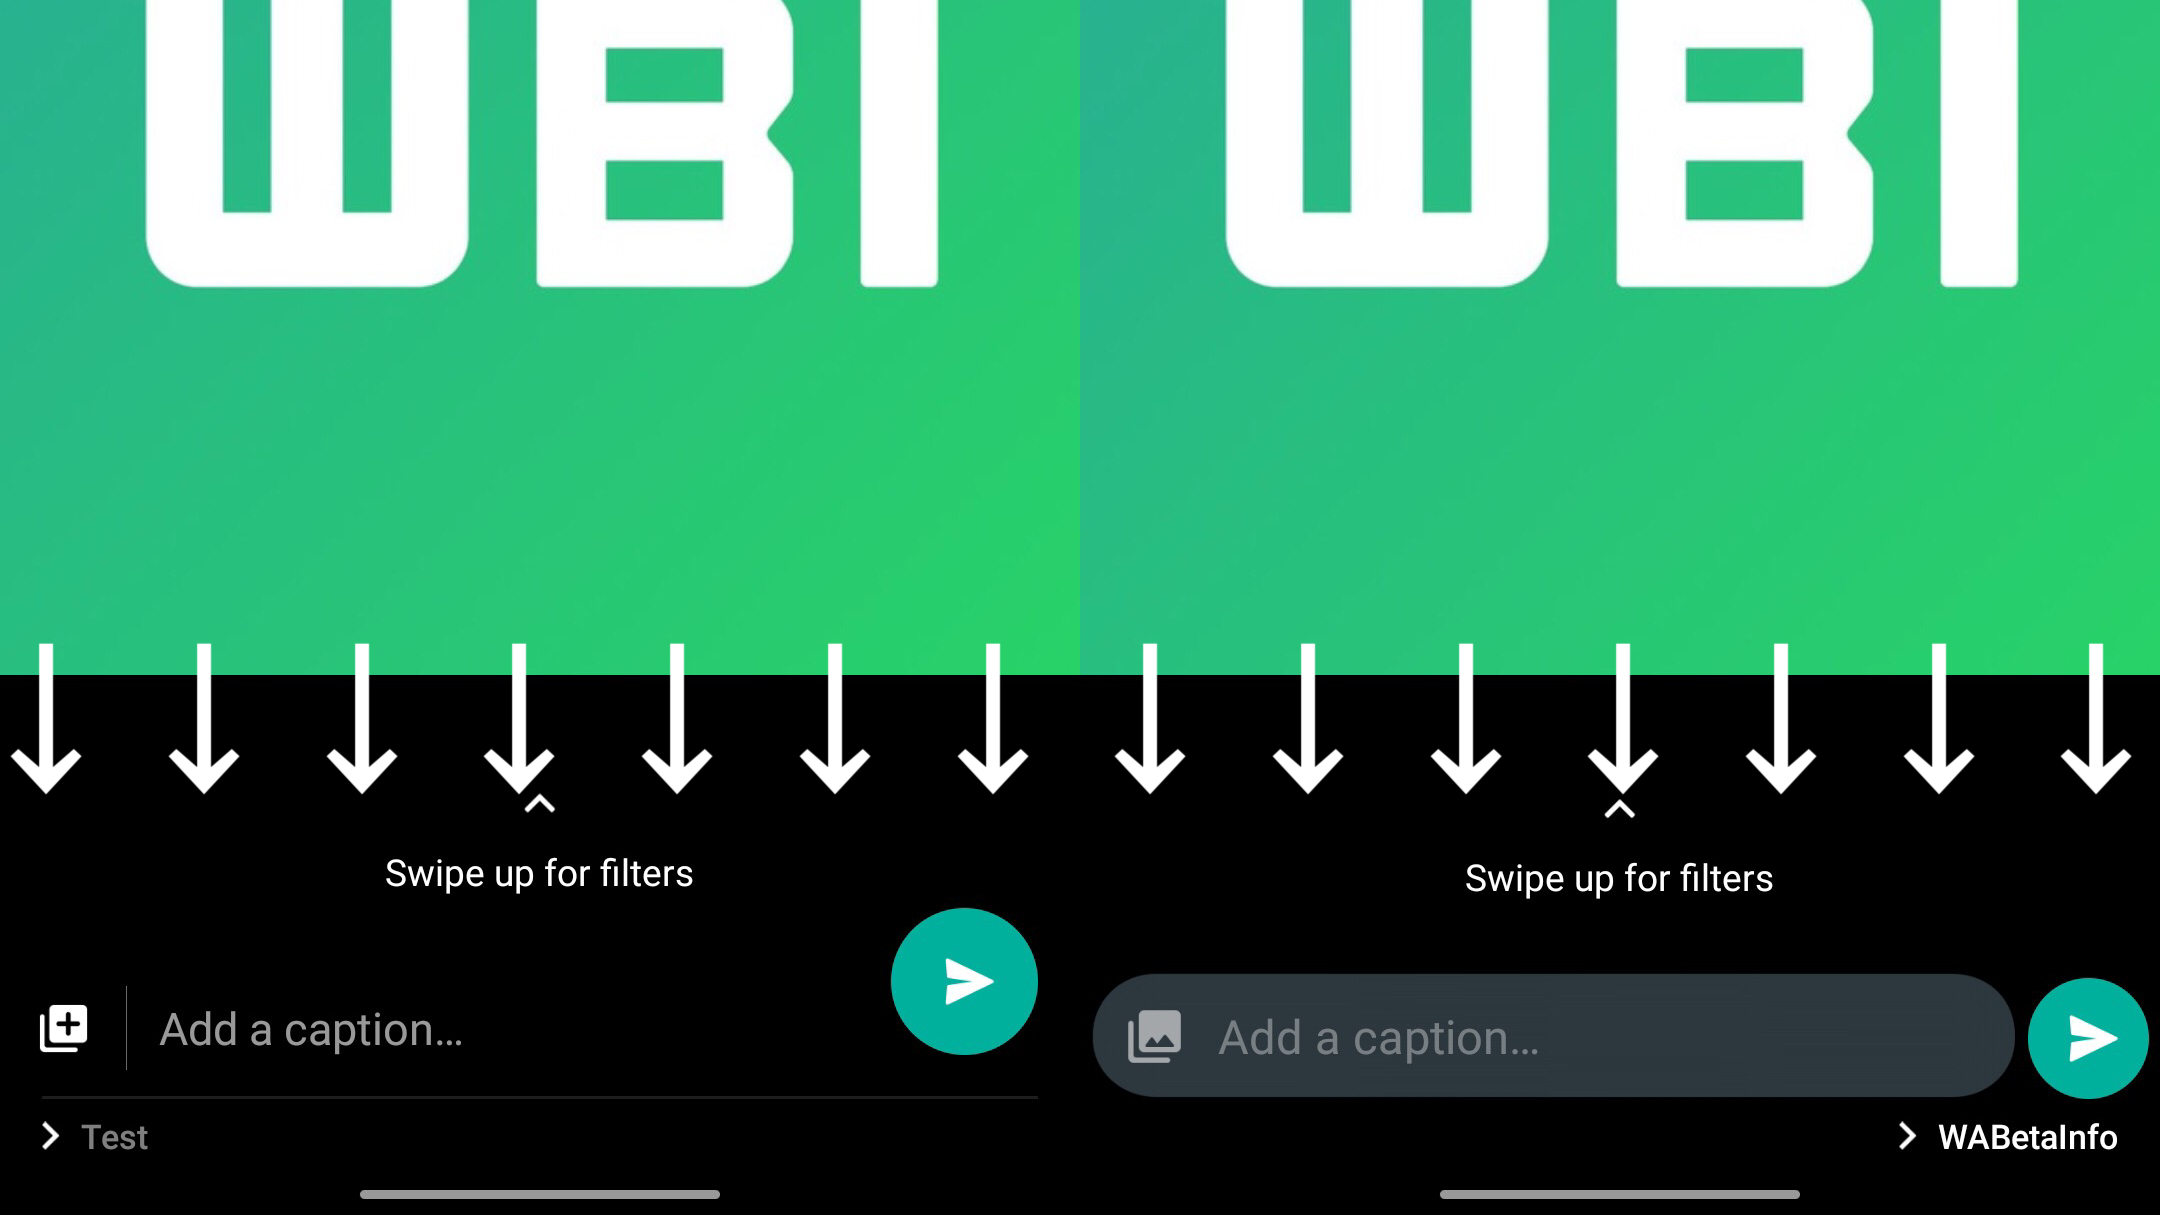 WBI
WBI
Swipe up for filters
Swipe up for filters
Add a caption...
Add a caption...
Test
WABetaInfo